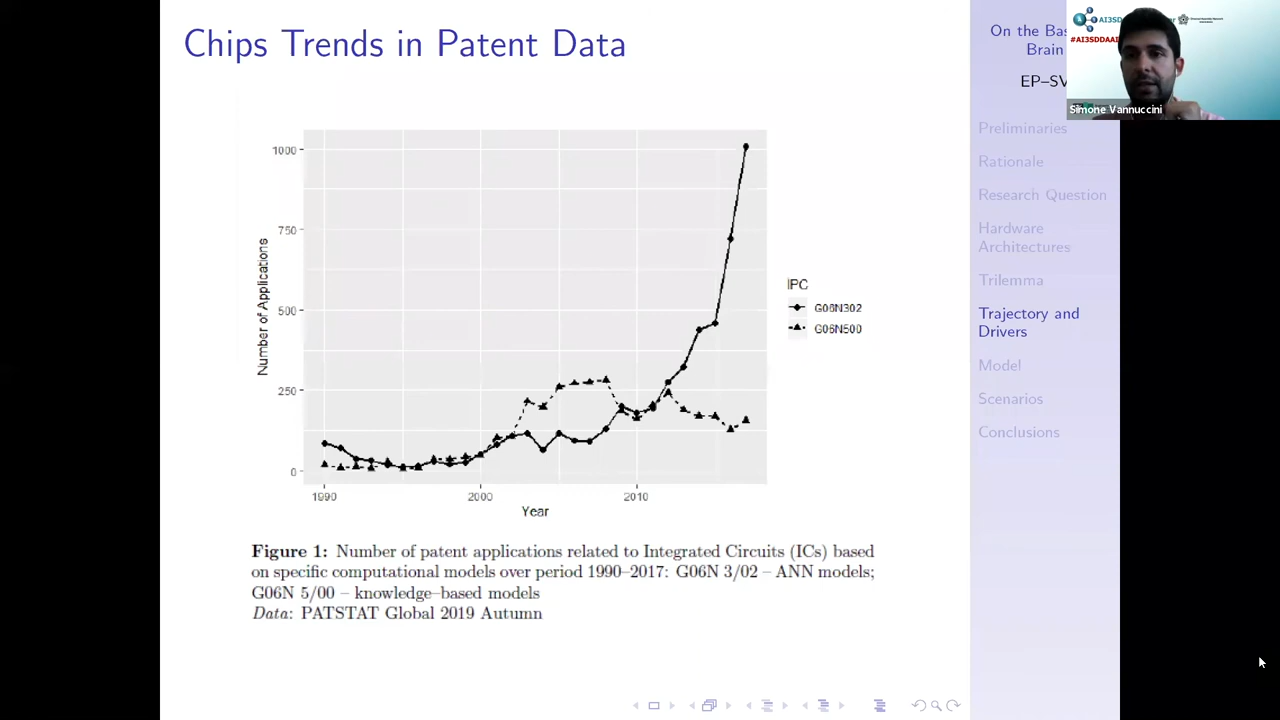 Chips Trends in Patent Data
1000
750
500
250
0
Number of Applications
1990
2000
2010
Year
IPC
G06N302
G06N500
Figure 1: Number of patent applications related to Integrated Circuits (ICs) based
on specific computational models over period 1990–2017: G06N 3/02 – ANN models;
G06N 5/00 – knowledge–based models
Data: PATSTAT Global 2019 Autumn
On the Bas
Brain
EP–SV
Preliminaries
Rationale
Research Question
Hardware
Architectures
Trilemma
Trajectory and
Drivers
Model
Scenarios
Conclusions
AI3SD
#AI3SDDAAI
Simone Vannuccini